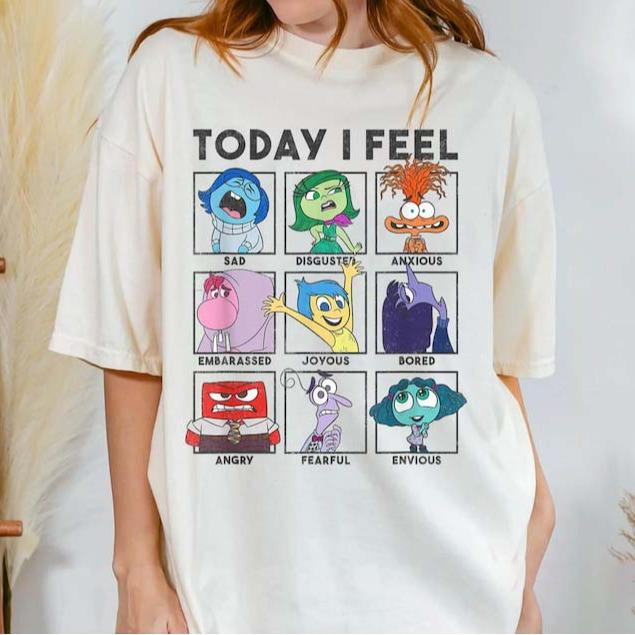 TODAY I FEEL
SAD DISGUSTED ANXIOUS
EMBARASSED JOYOUS BORED
ANGRY FEARFUL ENVIOUS